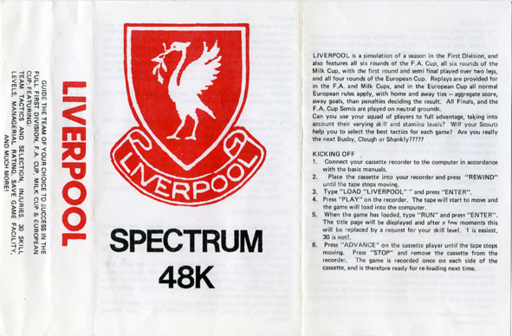 LIVERPOOL
GUIDE THE TEAM OF YOUR CHOICE TO SUCCESS IN THE
FULL FIRST DIVISION, F.A. CUP, MILK CUP & EUROPEAN
CUP, FEATURING
TEAM TACTICS AND SELECTION, INJURIES, 30 SKILL
LEVELS, MANAGERIAL RATING, SAVE GAME FACILITY,
AND MUCH MORE!!
LIVERPOOL
SPECTRUM
48K
LIVERPOOL is a simulation of a season in the First Division, and
also features all six rounds of the F.A. Cup, all six rounds of the
Milk Cup, with the first round and semi final played over two legs,
and all four rounds of the European Cup. Replays are provided for
in the F.A. and Milk Cups, and in the European Cup all normal
European rules apply, with home and away ties — aggregate score,
away goals, than penalties deciding the result. All Finals, and the
F.A. Cup Semis are played on neutral grounds.
Can you use your squad of players to full advantage, taking into
account their varying skill and stamina levels? Will your Scouts
help you to select the best tactics for each game? Are you really
the next Busby, Clough or Shankly?????
KICKING OFF
1. Connect your cassette recorder to the computer in accordance
with the basic manuals.
2. Place the cassette into your recorder and press "REWIND"
until the tape stops moving.
3. Type "LOAD "LIVERPOOL" " and press "ENTER".
4. Press "PLAY" on the recorder. The tape will start to move and
the game will load into the computer.
5. When the game has loaded, type "RUN" and press "ENTER".
The title page will be displayed and after a few moments this
will be replaced by a request for your skill level. 1 is easiest,
30 is not!.
6. Press "ADVANCE" on the cassette player until the tape stops
moving. Press "STOP" and remove the cassette from the
recorder. The game is recorded once on each side of the
cassette, and is therefore ready for re-loading next time.